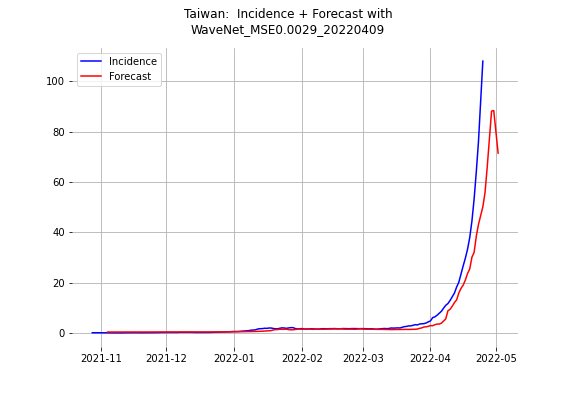 Taiwan:  Incidence + Forecast with
WaveNet_MSE0.0029_20220409
Incidence
Forecast
100
80
60
40
20
0
2021-11 2021-12 2022-01 2022-02 2022-03 2022-04 2022-05